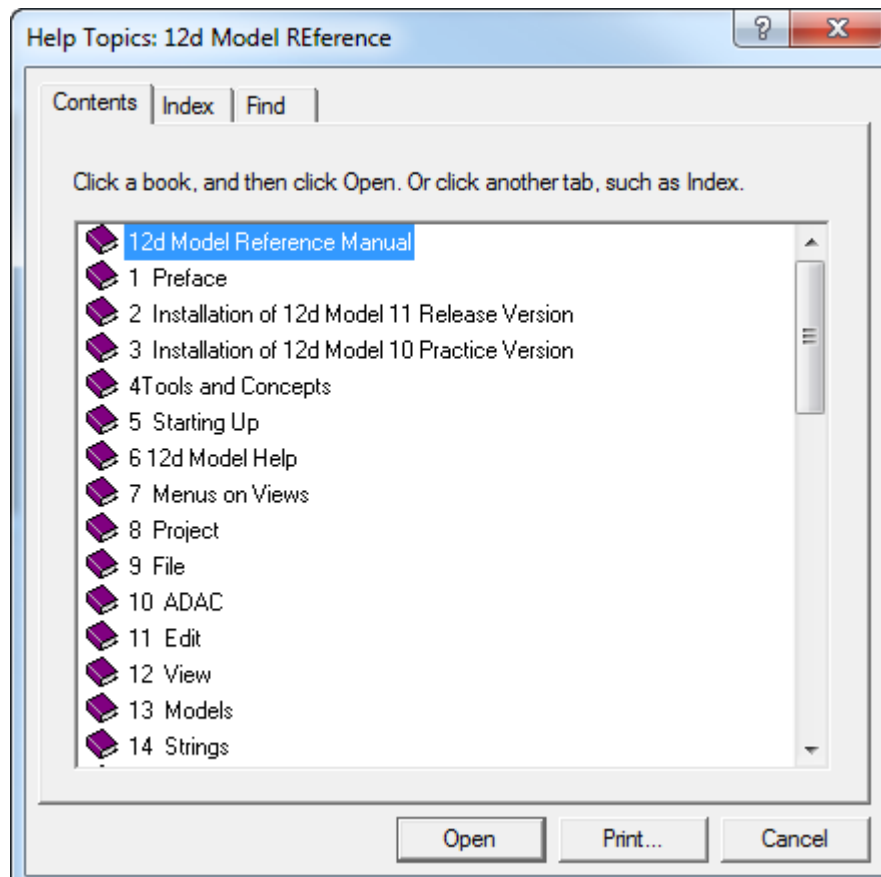 Help Topics: 12d Model REference
Contents Index Find
Click a book, and then click Open. Or click another tab, such as Index.
12d Model Reference Manual
1 Preface
2 Installation of 12d Model 11 Release Version
3 Installation of 12d Model 10 Practice Version
4Tools and Concepts
5 Starting Up
6 12d Model Help
7 Menus on Views
8 Project
9 File
10 ADAC
11 Edit
12 View
13 Models
14 Strings
Open Print... Cancel